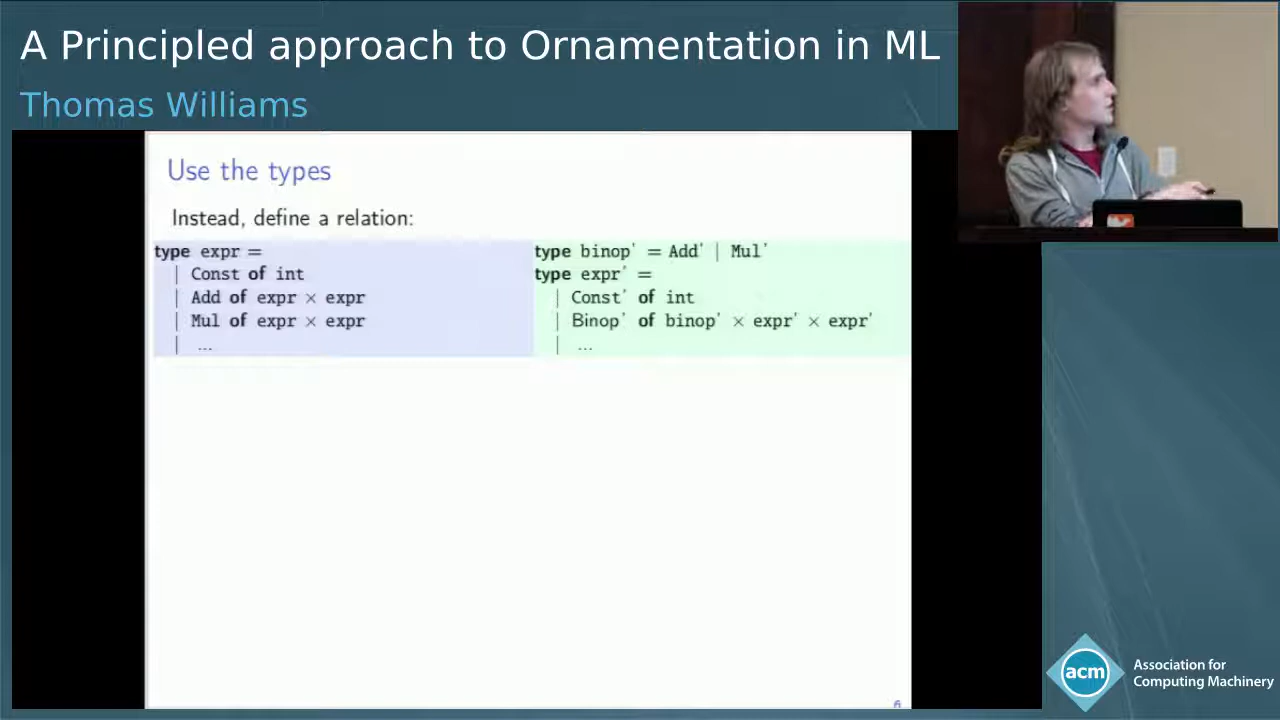 A Principled approach to Ornamentation in ML
Thomas Williams
Use the types
Instead, define a relation:
type expr =
| Const of int
| Add of expr × expr
| Mul of expr × expr
| ...
type binop' = Add' | Mul'
type expr' =
| Const' of int
| Binop' of binop' × expr' × expr'
| ...
6
acm
Association for
Computing Machinery